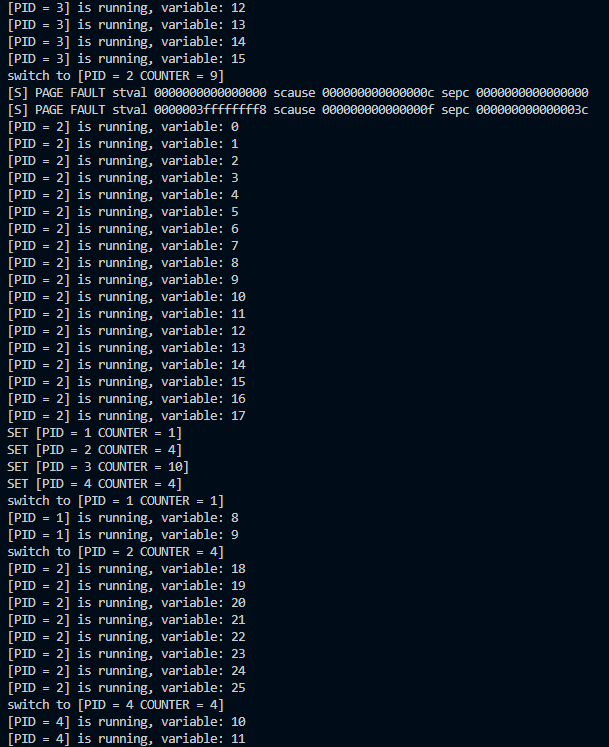 [PID = 3] is running, variable: 12
[PID = 3] is running, variable: 13
[PID = 3] is running, variable: 14
[PID = 3] is running, variable: 15
switch to [PID = 2 COUNTER = 9]
[S] PAGE FAULT stval 0000000000000000 scause 000000000000000c sepc 0000000000000000
[S] PAGE FAULT stval 0000003ffffffff8 scause 000000000000000f sepc 000000000000003c
[PID = 2] is running, variable: 0
[PID = 2] is running, variable: 1
[PID = 2] is running, variable: 2
[PID = 2] is running, variable: 3
[PID = 2] is running, variable: 4
[PID = 2] is running, variable: 5
[PID = 2] is running, variable: 6
[PID = 2] is running, variable: 7
[PID = 2] is running, variable: 8
[PID = 2] is running, variable: 9
[PID = 2] is running, variable: 10
[PID = 2] is running, variable: 11
[PID = 2] is running, variable: 12
[PID = 2] is running, variable: 13
[PID = 2] is running, variable: 14
[PID = 2] is running, variable: 15
[PID = 2] is running, variable: 16
[PID = 2] is running, variable: 17
SET [PID = 1 COUNTER = 1]
SET [PID = 2 COUNTER = 4]
SET [PID = 3 COUNTER = 10]
SET [PID = 4 COUNTER = 4]
switch to [PID = 1 COUNTER = 1]
[PID = 1] is running, variable: 8
[PID = 1] is running, variable: 9
switch to [PID = 2 COUNTER = 4]
[PID = 2] is running, variable: 18
[PID = 2] is running, variable: 19
[PID = 2] is running, variable: 20
[PID = 2] is running, variable: 21
[PID = 2] is running, variable: 22
[PID = 2] is running, variable: 23
[PID = 2] is running, variable: 24
[PID = 2] is running, variable: 25
switch to [PID = 4 COUNTER = 4]
[PID = 4] is running, variable: 10
[PID = 4] is running, variable: 11